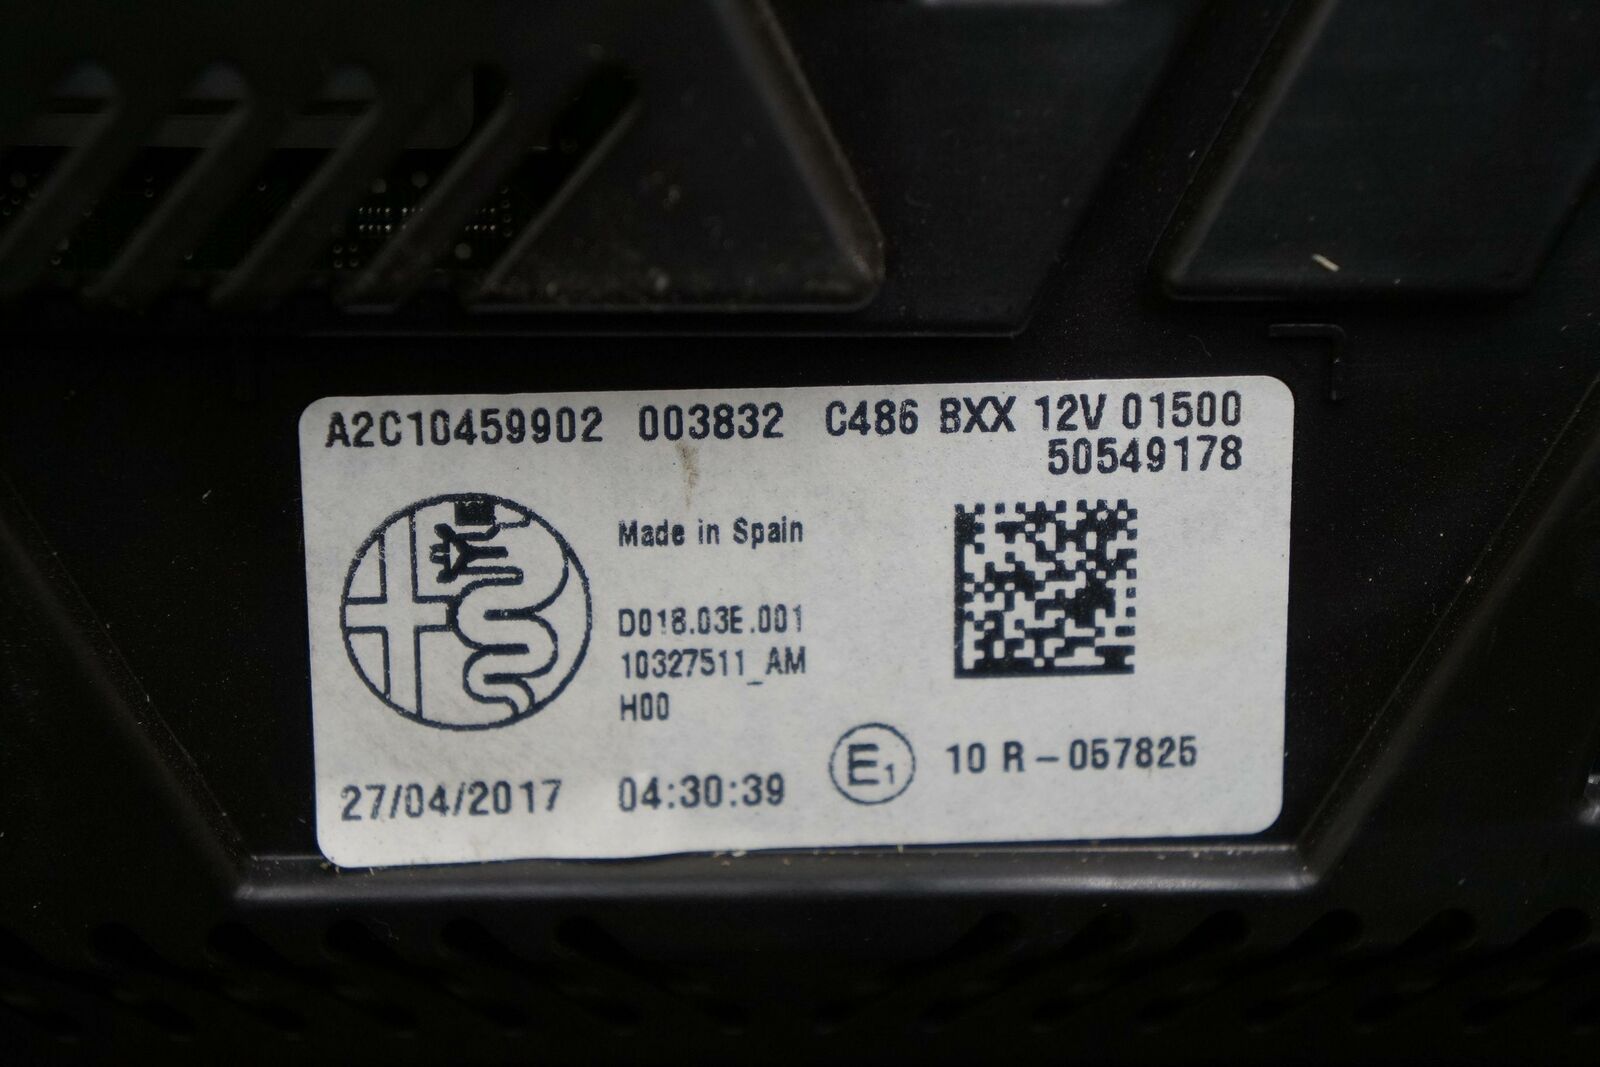 A2C10459902 003832 C486 BXX 12V 01500
50549178
Made in Spain
D018.03E.001
10327511_AM
H00
E1 10 R-057825
27/04/2017 04:30:39